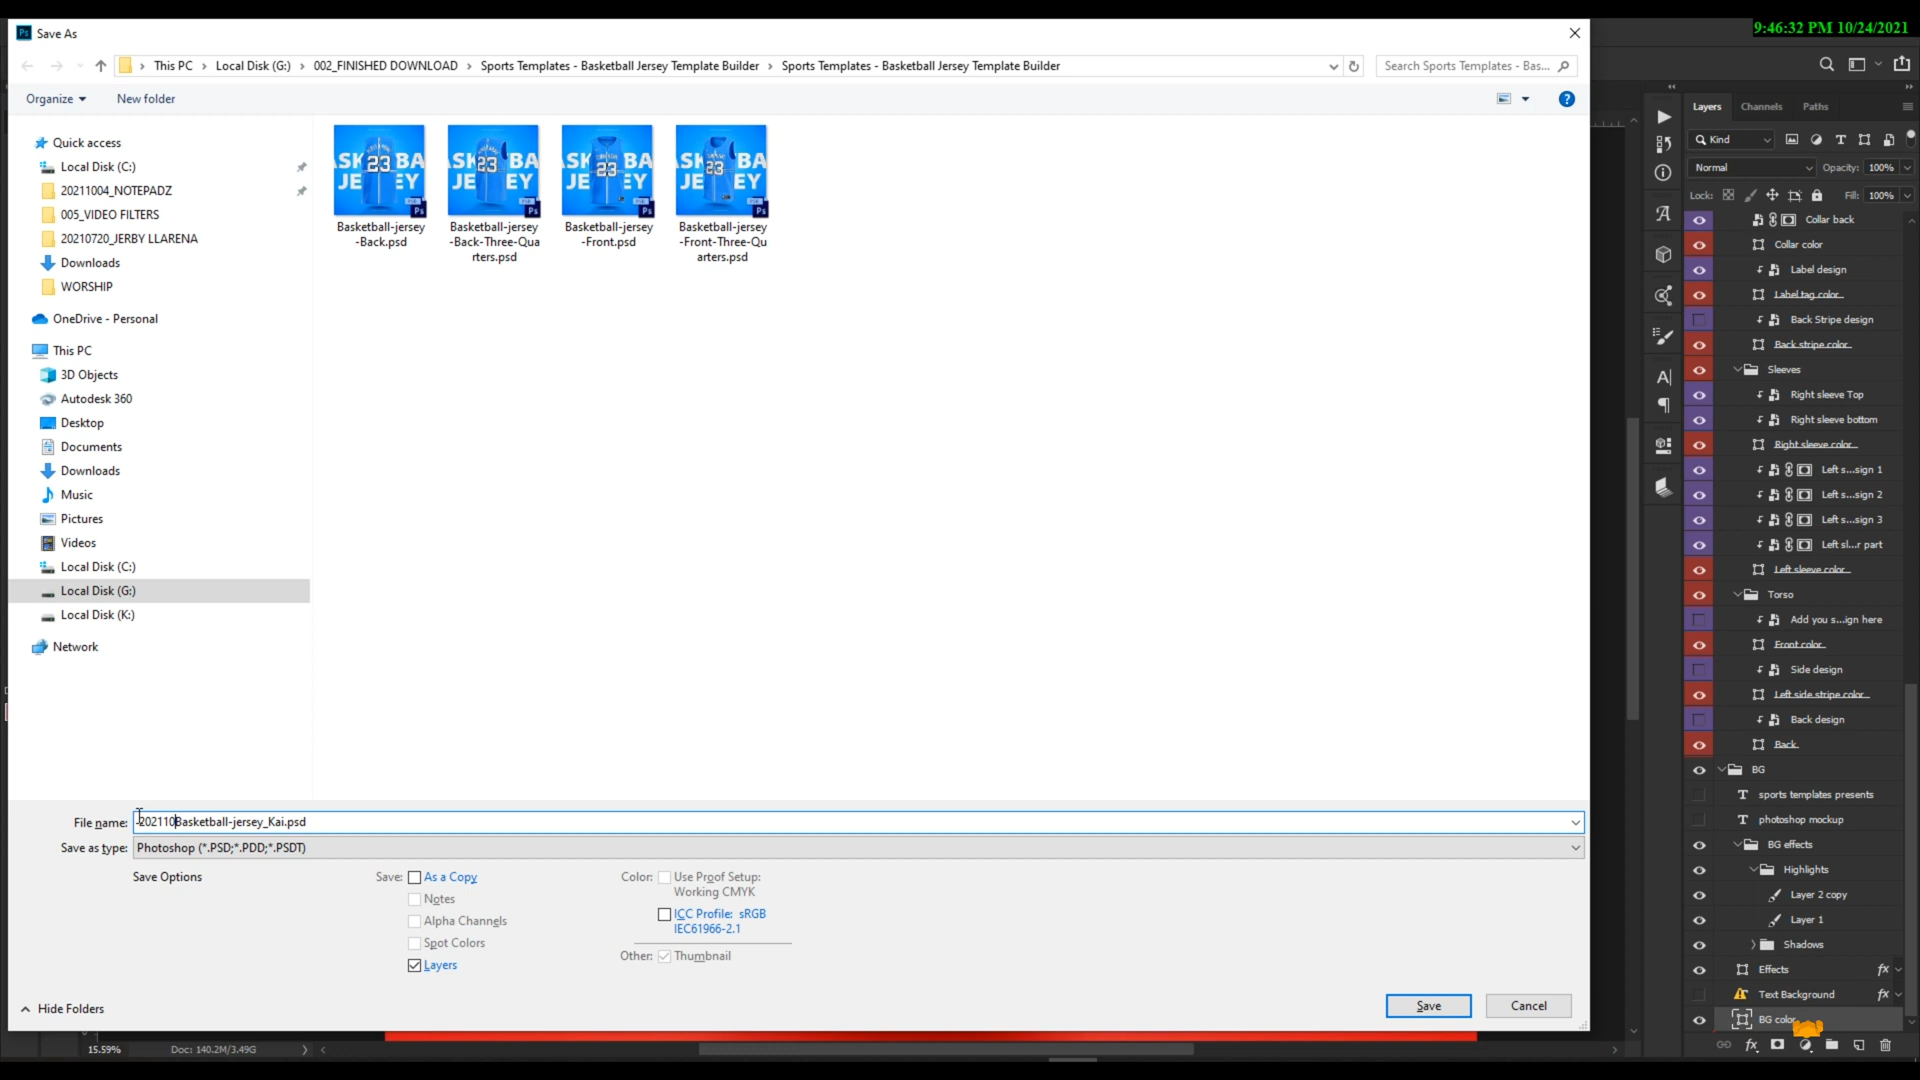 9:46:32 PM 10/24/2021
Ps Save As
This PC > Local Disk (G:) > 002_FINISHED DOWNLOAD > Sports Templates - Basketball Jersey Template Builder > Sports Templates - Basketball Jersey Template Builder
Search Sports Templates - Bas...
Organize
New folder
Quick access
Local Disk (C:)
20211004_NOTEPADZ
005_VIDEO FILTERS
20210720_JERBY LLARENA
Downloads
WORSHIP
OneDrive - Personal
This PC
3D Objects
Autodesk 360
Desktop
Documents
Downloads
Music
Pictures
Videos
Local Disk (C:)
Local Disk (G:)
Local Disk (K:)
Network
Basketball-jersey
-Back.psd
Basketball-jersey
-Back-Three-Qua
rters.psd
Basketball-jersey
-Front.psd
Basketball-jersey
-Front-Three-Qu
arters.psd
File name: -202110Basketball-jersey_Kai.psd
Save as type: Photoshop (*.PSD;*.PDD;*.PSDT)
Save Options
Save: As a Copy
Notes
Alpha Channels
Spot Colors
Layers
Color: Use Proof Setup:
Working CMYK
ICC Profile: sRGB
IEC61966-2.1
Other: Thumbnail
Hide Folders
Save
Cancel
15.59%
Doc: 140.2M/3.49G
Layers
Channels
Paths
Kind
Normal
Opacity: 100%
Lock:
Fill: 100%
Collar back
Collar color
Label design
Label tag color
Back Stripe design
Back stripe color
Sleeves
Right sleeve Top
Right sleeve bottom
Right sleeve color
Left s...sign 1
Left s...sign 2
Left s...sign 3
Left sl...r part
Left sleeve color
Torso
Add you s...ign here
Front color
Side design
Left side stripe color
Back design
Back
BG
sports templates presents
photoshop mockup
BG effects
Highlights
Layer 2 copy
Layer 1
Shadows
Effects fx
Text Background fx
BG color